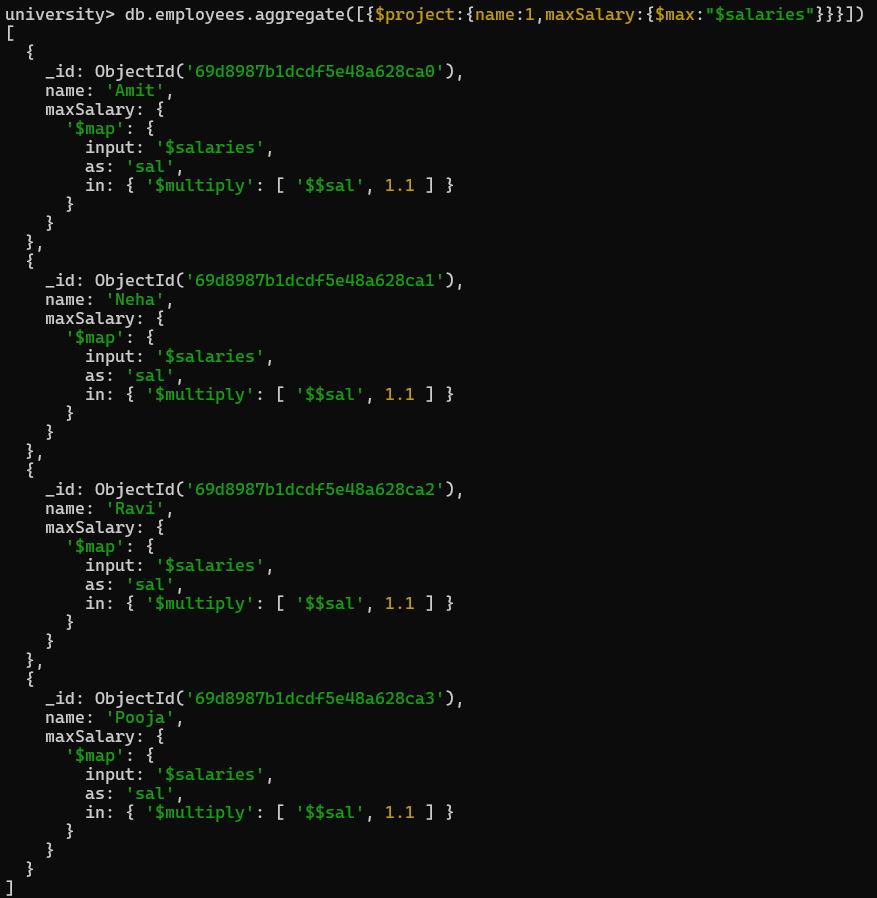 university> db.employees.aggregate([{$project:{name:1,maxSalary:{$max:"$salaries"}}}])
[
  {
    _id: ObjectId('69d8987b1dcdf5e48a628ca0'),
    name: 'Amit',
    maxSalary: {
      '$map': {
        input: '$salaries',
        as: 'sal',
        in: { '$multiply': [ '$$sal', 1.1 ] }
      }
    }
  },
  {
    _id: ObjectId('69d8987b1dcdf5e48a628ca1'),
    name: 'Neha',
    maxSalary: {
      '$map': {
        input: '$salaries',
        as: 'sal',
        in: { '$multiply': [ '$$sal', 1.1 ] }
      }
    }
  },
  {
    _id: ObjectId('69d8987b1dcdf5e48a628ca2'),
    name: 'Ravi',
    maxSalary: {
      '$map': {
        input: '$salaries',
        as: 'sal',
        in: { '$multiply': [ '$$sal', 1.1 ] }
      }
    }
  },
  {
    _id: ObjectId('69d8987b1dcdf5e48a628ca3'),
    name: 'Pooja',
    maxSalary: {
      '$map': {
        input: '$salaries',
        as: 'sal',
        in: { '$multiply': [ '$$sal', 1.1 ] }
      }
    }
  }
]